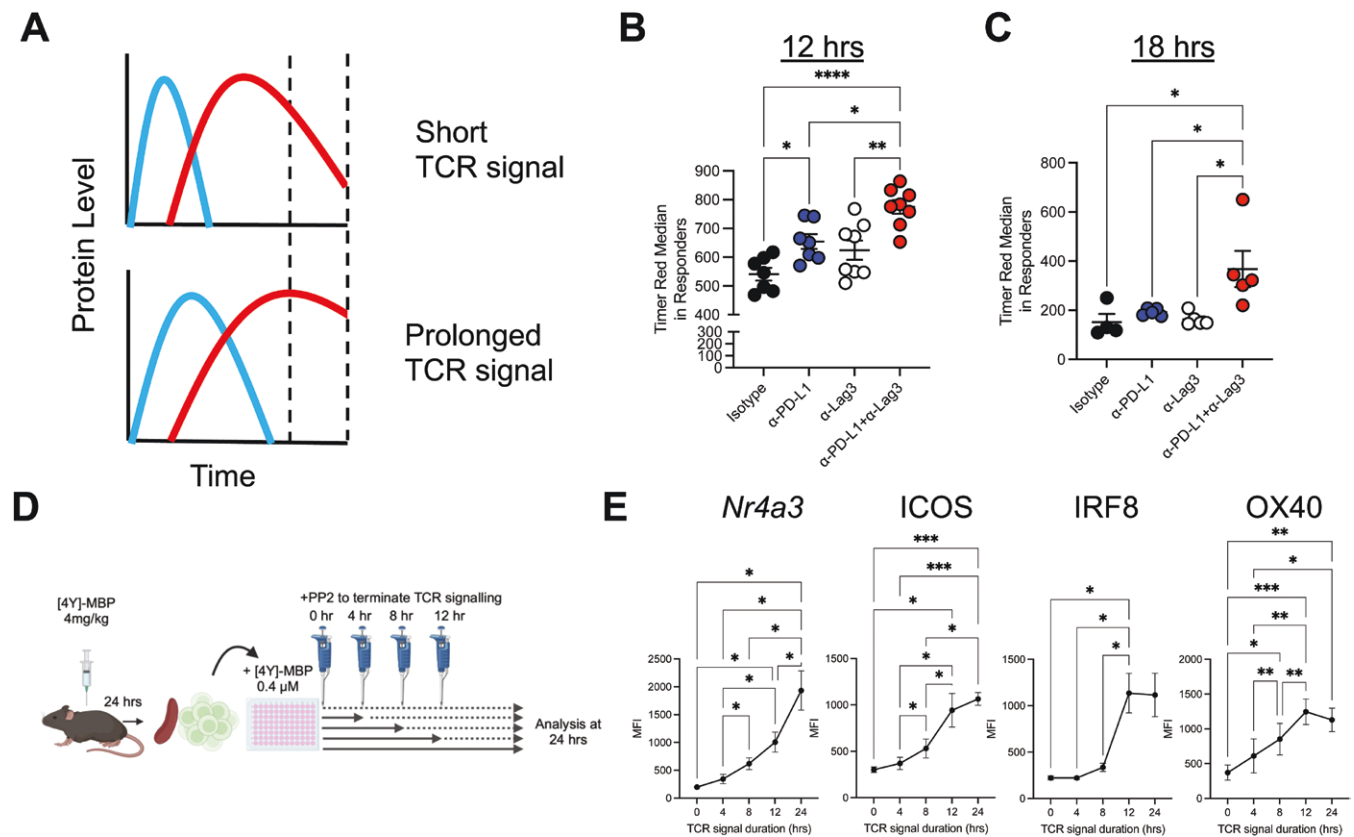 A
Protein Level
Short
TCR signal
Prolonged
TCR signal
Time
B
12 hrs
****
*
*
**
Timer Red Median
in Responders
900
800
700
600
500
400
300
200
100
0
Isotype
α-PD-L1
α-Lag3
α-PD-L1+α-Lag3
C
18 hrs
*
*
*
Timer Red Median
in Responders
800
600
400
200
0
Isotype
α-PD-L1
α-Lag3
α-PD-L1+α-Lag3
D
[4Y]-MBP
4mg/kg
24 hrs
+ [4Y]-MBP
0.4 µM
+PP2 to terminate TCR signalling
0 hr 4 hr 8 hr 12 hr
Analysis at
24 hrs
E
Nr4a3
*
*
*
*
*
*
*
MFI
2500
2000
1500
1000
500
0
0 4 8 12 24
TCR signal duration (hrs)
ICOS
***
***
*
*
*
*
*
MFI
1500
1000
500
0
0 4 8 12 24
TCR signal duration (hrs)
IRF8
*
*
*
MFI
1500
1000
500
0
0 4 8 12 24
TCR signal duration (hrs)
OX40
**
*
***
**
*
**
**
MFI
2000
1500
1000
500
0
0 4 8 12 24
TCR signal duration (hrs)